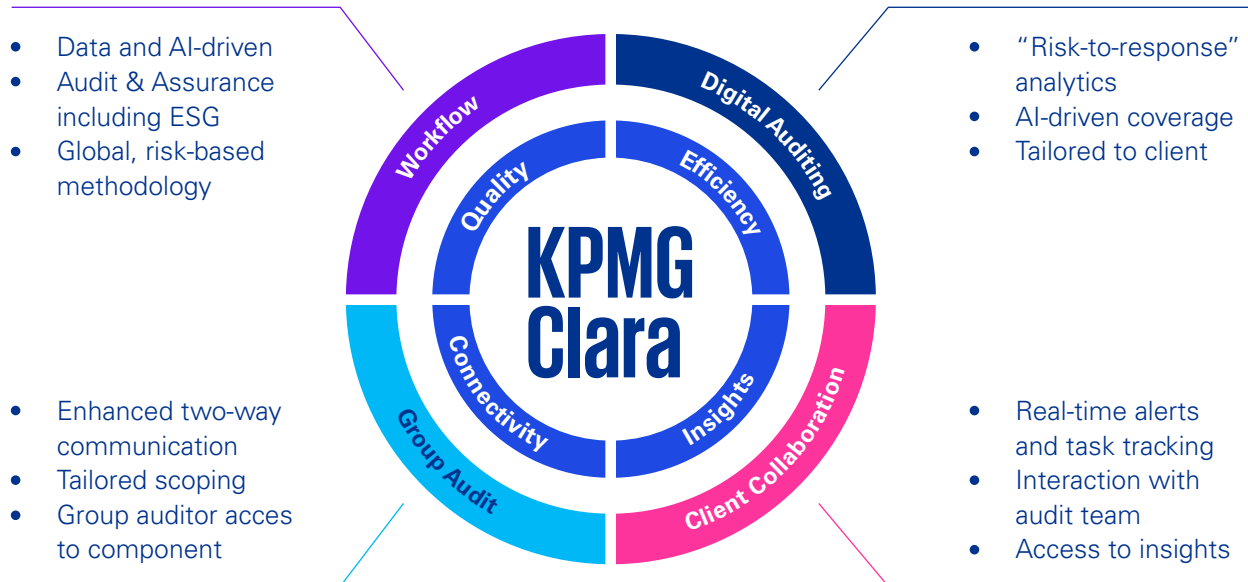 • Data and AI-driven
• Audit & Assurance
including ESG
• Global, risk-based
methodology
Workflow
Digital Auditing
• “Risk-to-response”
analytics
• AI-driven coverage
• Tailored to client
Quality
Efficiency
KPMG
Clara
Connectivity
Insights
Group Audit
Client Collaboration
• Enhanced two-way
communication
• Tailored scoping
• Group auditor acces
to component
• Real-time alerts
and task tracking
• Interaction with
audit team
• Access to insights